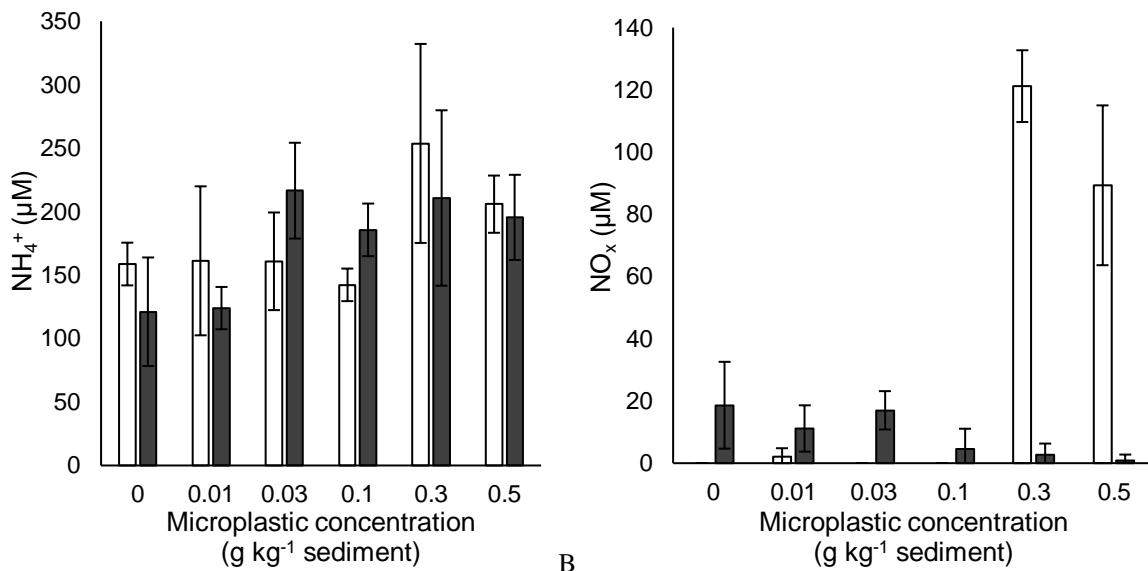 350
300
250
200
150
100
50
0
NH₄⁺ (µM)
0 0.01 0.03 0.1 0.3 0.5
Microplastic concentration
(g kg⁻¹ sediment)
B
140
120
100
80
60
40
20
0
NOₓ (µM)
0 0.01 0.03 0.1 0.3 0.5
Microplastic concentration
(g kg⁻¹ sediment)